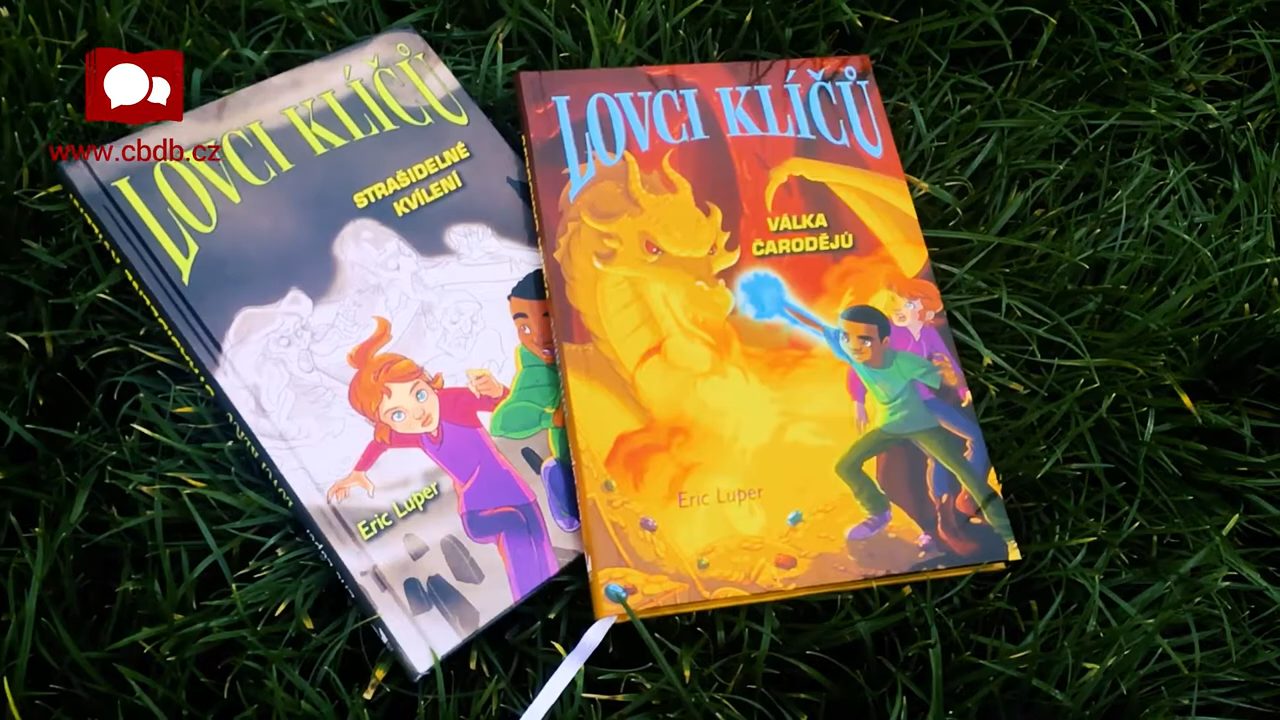 www.cbdb.cz
LOVCI KLÍČŮ
STRAŠIDELNÉ
KVÍLENÍ
Eric Luper
LOVCI KLÍČŮ
VÁLKA
ČARODĚJŮ
Eric Luper